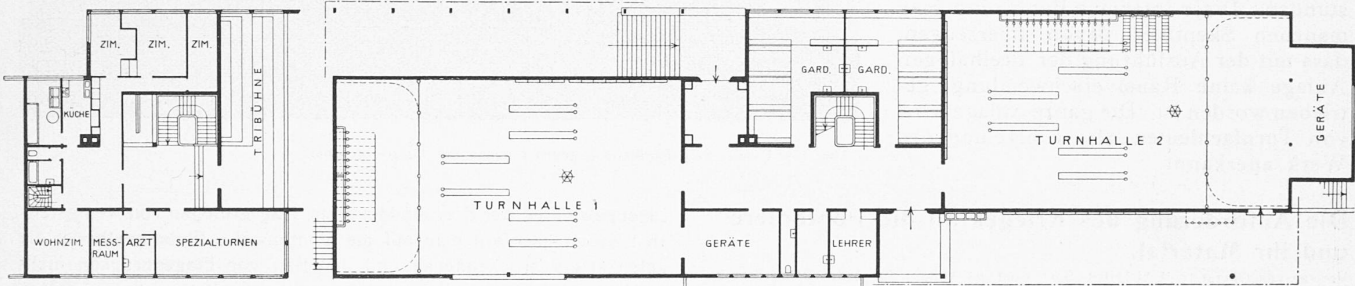 ZIM. ZIM. ZIM.
TRIBÜHNE
KÜCHE
WOHNZIM.
MESS-
RAUM
ARZT
SPEZIALTURNEN
TURNHALLE 1
GARD. GARD.
GERÄTE
LEHRER
TURNHALLE 2
GERÄTE